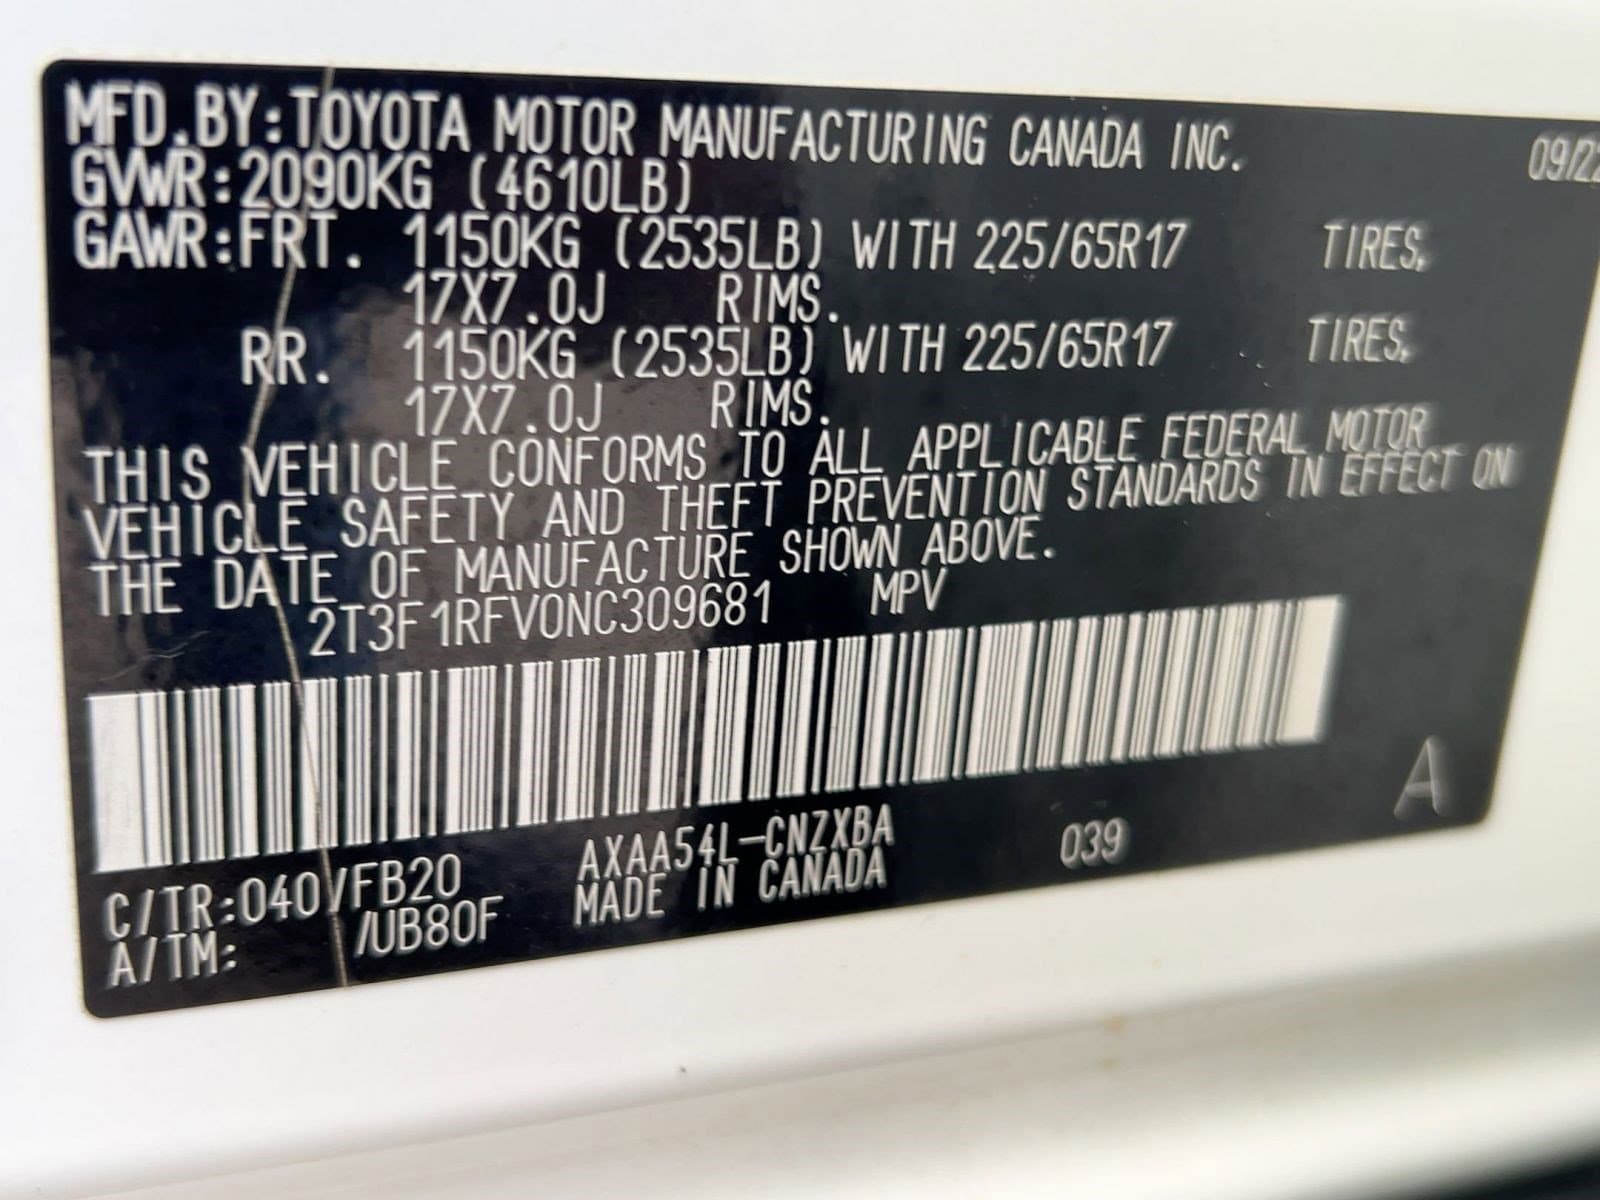 MFD.BY:TOYOTA MOTOR MANUFACTURING CANADA INC. 09/22
GVWR:2090KG (4610LB)
GAWR:FRT. 1150KG (2535LB) WITH 225/65R17 TIRES,
17X7.0J RIMS.
RR. 1150KG (2535LB) WITH 225/65R17 TIRES,
17X7.0J RIMS.
THIS VEHICLE CONFORMS TO ALL APPLICABLE FEDERAL MOTOR
VEHICLE SAFETY AND THEFT PREVENTION STANDARDS IN EFFECT ON
THE DATE OF MANUFACTURE SHOWN ABOVE.
2T3F1RFV0NC309681 MPV
C/TR:040/FB20 AXAA54L-CNZXBA 039 A
A/TM: /UB80F MADE IN CANADA